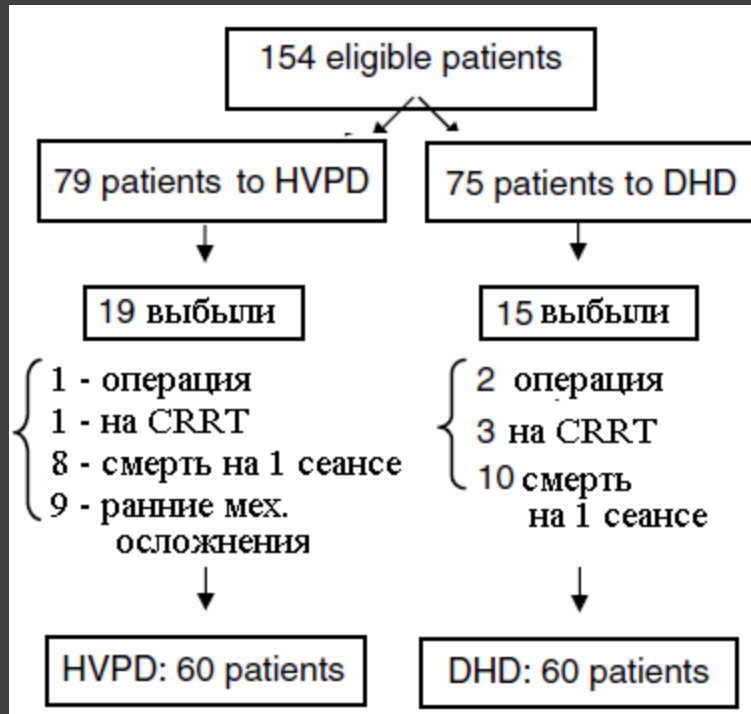 154 eligible patients
79 patients to HVPD
75 patients to DHD
19 выбыли
15 выбыли
1 - операция
1 - на CRRT
8 - смерть на 1 сеансе
9 - ранние мех.
осложнения
2 операция
3 на CRRT
10 смерть
на 1 сеансе
HVPD: 60 patients
DHD: 60 patients